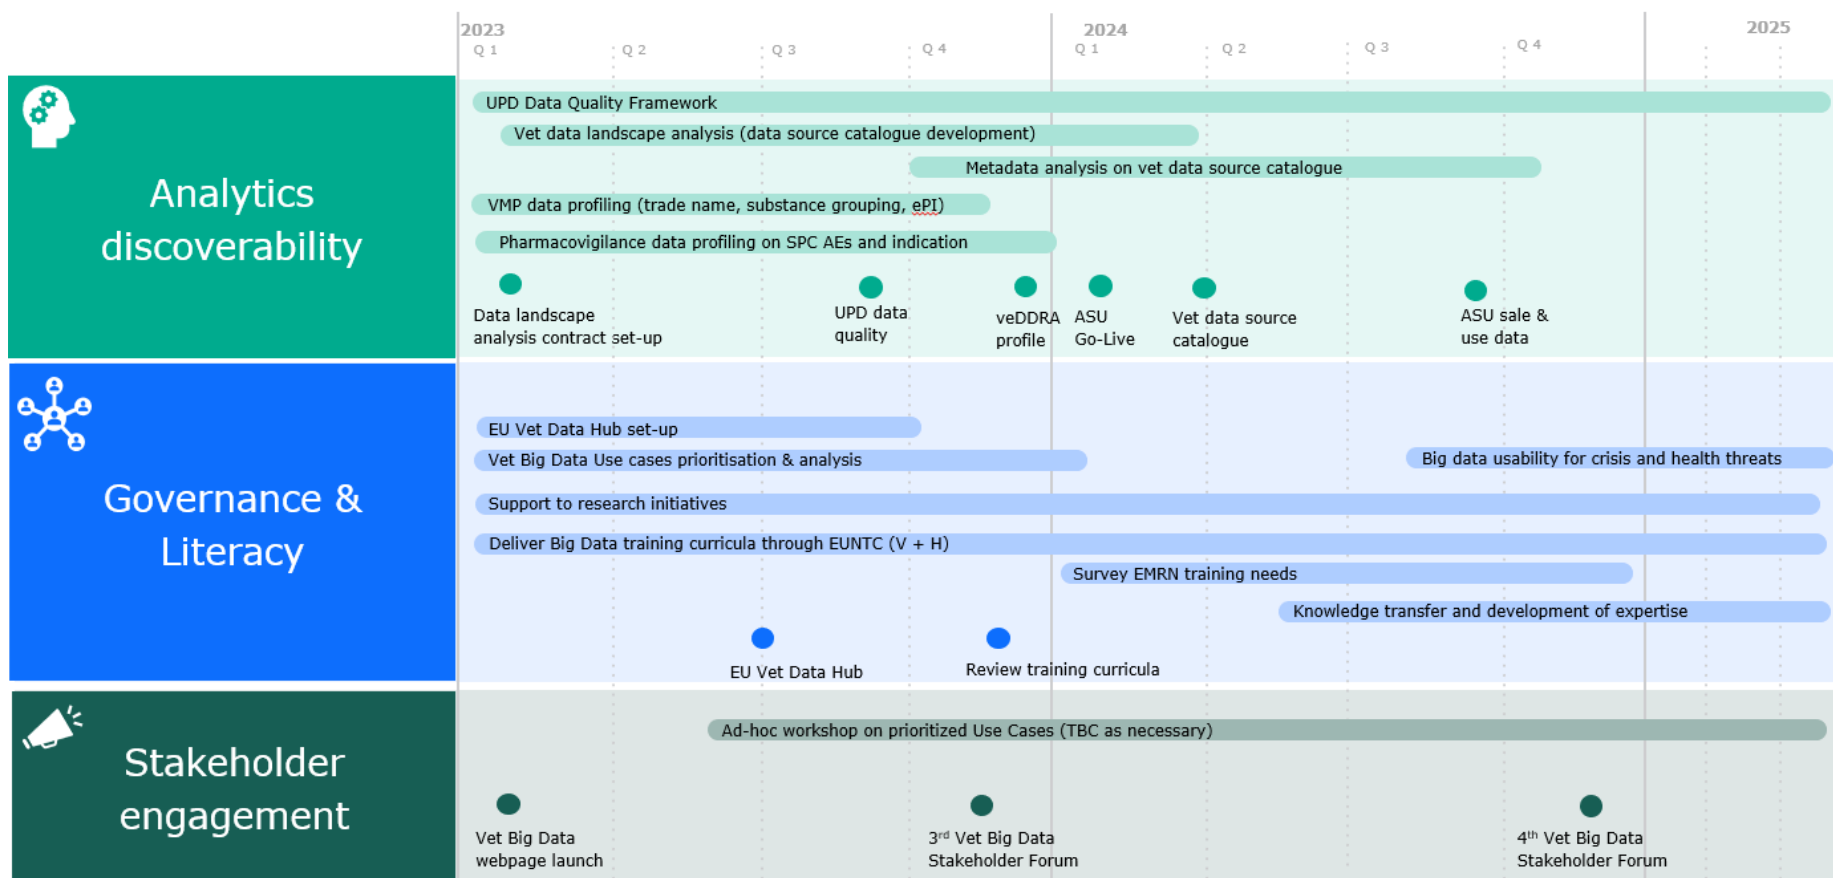 2023
2024
2025
Q 1
Q 2
Q 3
Q 4
Q 1
Q 2
Q 3
Q 4
Analytics
discoverability
UPD Data Quality Framework
Vet data landscape analysis (data source catalogue development)
Metadata analysis on vet data source catalogue
VMP data profiling (trade name, substance grouping, ePI)
Pharmacovigilance data profiling on SPC AEs and indication
Data landscape
analysis contract set-up
UPD data
quality
veDDRA
profile
ASU
Go-Live
Vet data source
catalogue
ASU sale &
use data
Governance &
Literacy
EU Vet Data Hub set-up
Vet Big Data Use cases prioritisation & analysis
Big data usability for crisis and health threats
Support to research initiatives
Deliver Big Data training curricula through EUNTC (V + H)
Survey EMRN training needs
Knowledge transfer and development of expertise
EU Vet Data Hub
Review training curricula
Stakeholder
engagement
Ad-hoc workshop on prioritized Use Cases (TBC as necessary)
Vet Big Data
webpage launch
3rd Vet Big Data
Stakeholder Forum
4th Vet Big Data
Stakeholder Forum